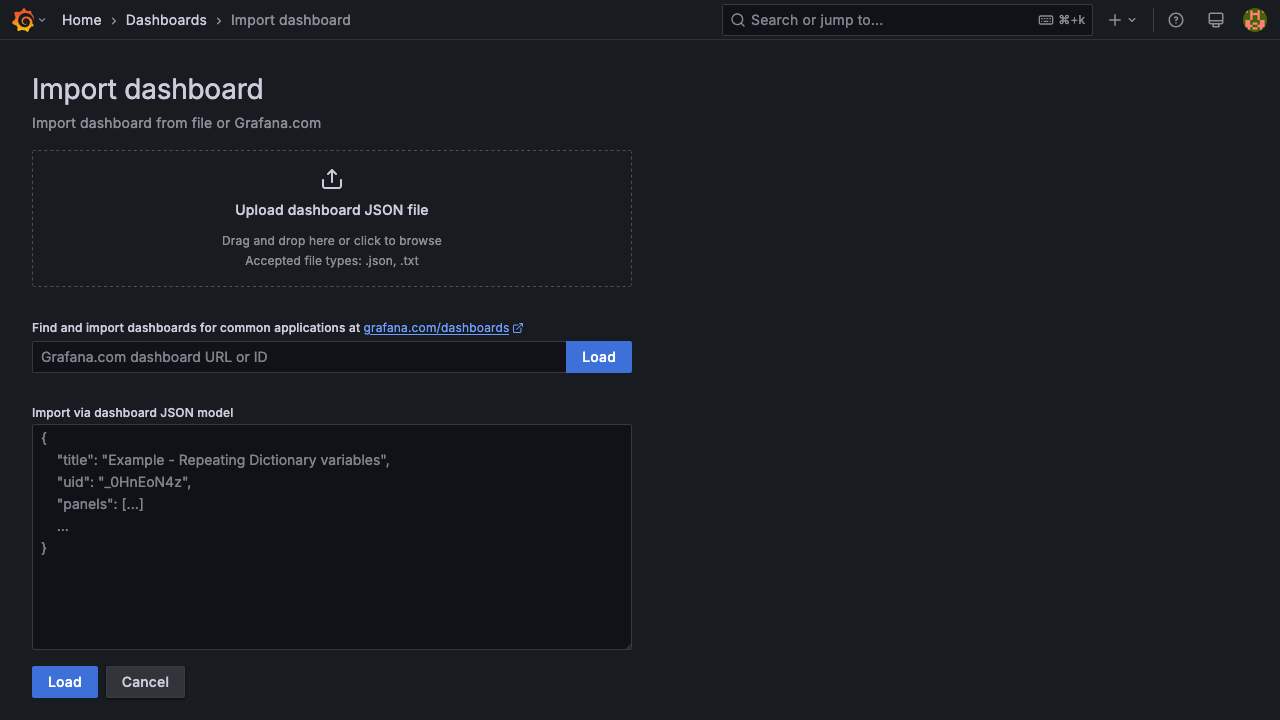 Home > Dashboards > Import dashboard
Search or jump to...
⌘+k
Import dashboard
Import dashboard from file or Grafana.com
Upload dashboard JSON file
Drag and drop here or click to browse
Accepted file types: .json, .txt
Find and import dashboards for common applications at grafana.com/dashboards
Grafana.com dashboard URL or ID
Load
Import via dashboard JSON model
{
"title": "Example - Repeating Dictionary variables",
"uid": "_0HnEoN4z",
"panels": [...]
...
}
Load
Cancel